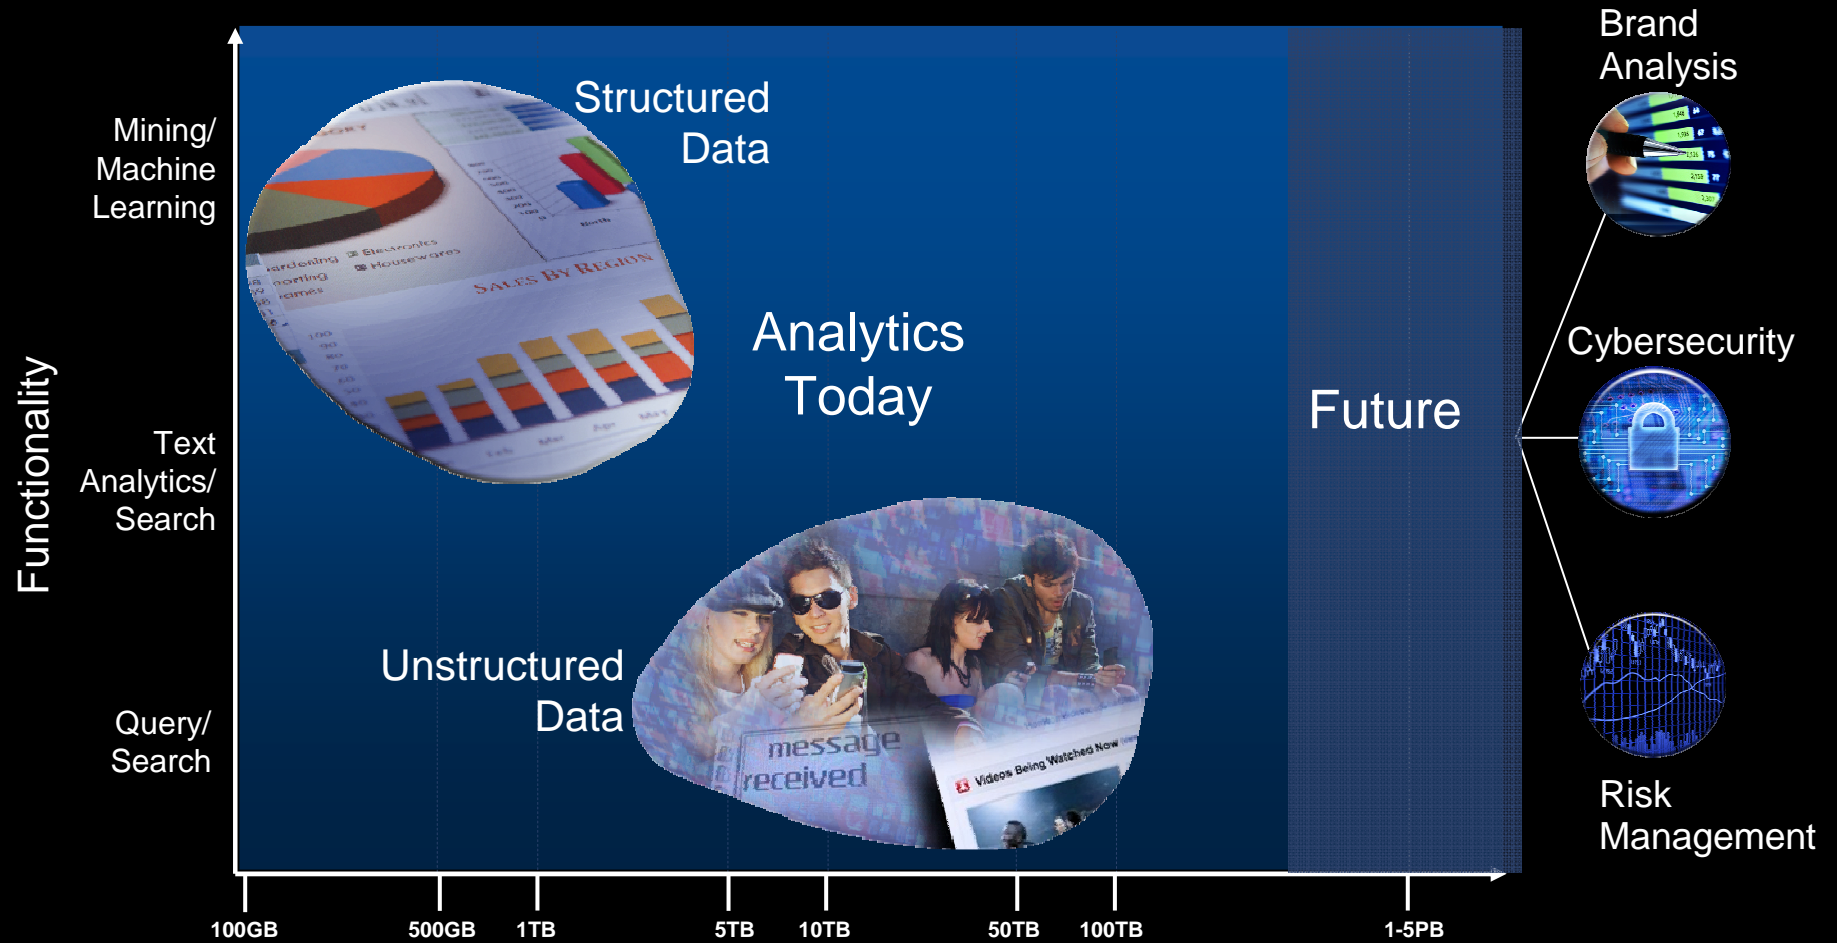 Brand
Analysis
Structured
Data
Mining/
Machine
Learning
Electronics
Housewares
SALES BY REGION
Analytics
Today
Cybersecurity
Future
Functionality
Text
Analytics/
Search
Unstructured
Data
Query/
Search
message
received
Videos Being Watched Now
Risk
Management
100GB
500GB
1TB
5TB
10TB
50TB
100TB
1-5PB